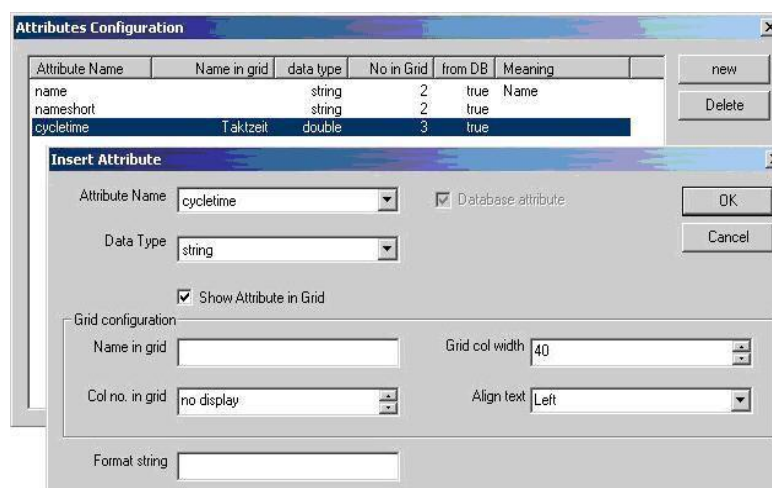 Attributes Configuration
Attribute Name Name in grid data type No in Grid from DB Meaning
new
name string 2 true Name
nameshort string 2 true
Delete
cycletime Taktzeit double 3 true
Insert Attribute
Attribute Name cycletime Database attribute OK
Data Type string Cancel
Show Attribute in Grid
Grid configuration
Name in grid Grid col width 40
Col no. in grid no display Align text Left
Format string